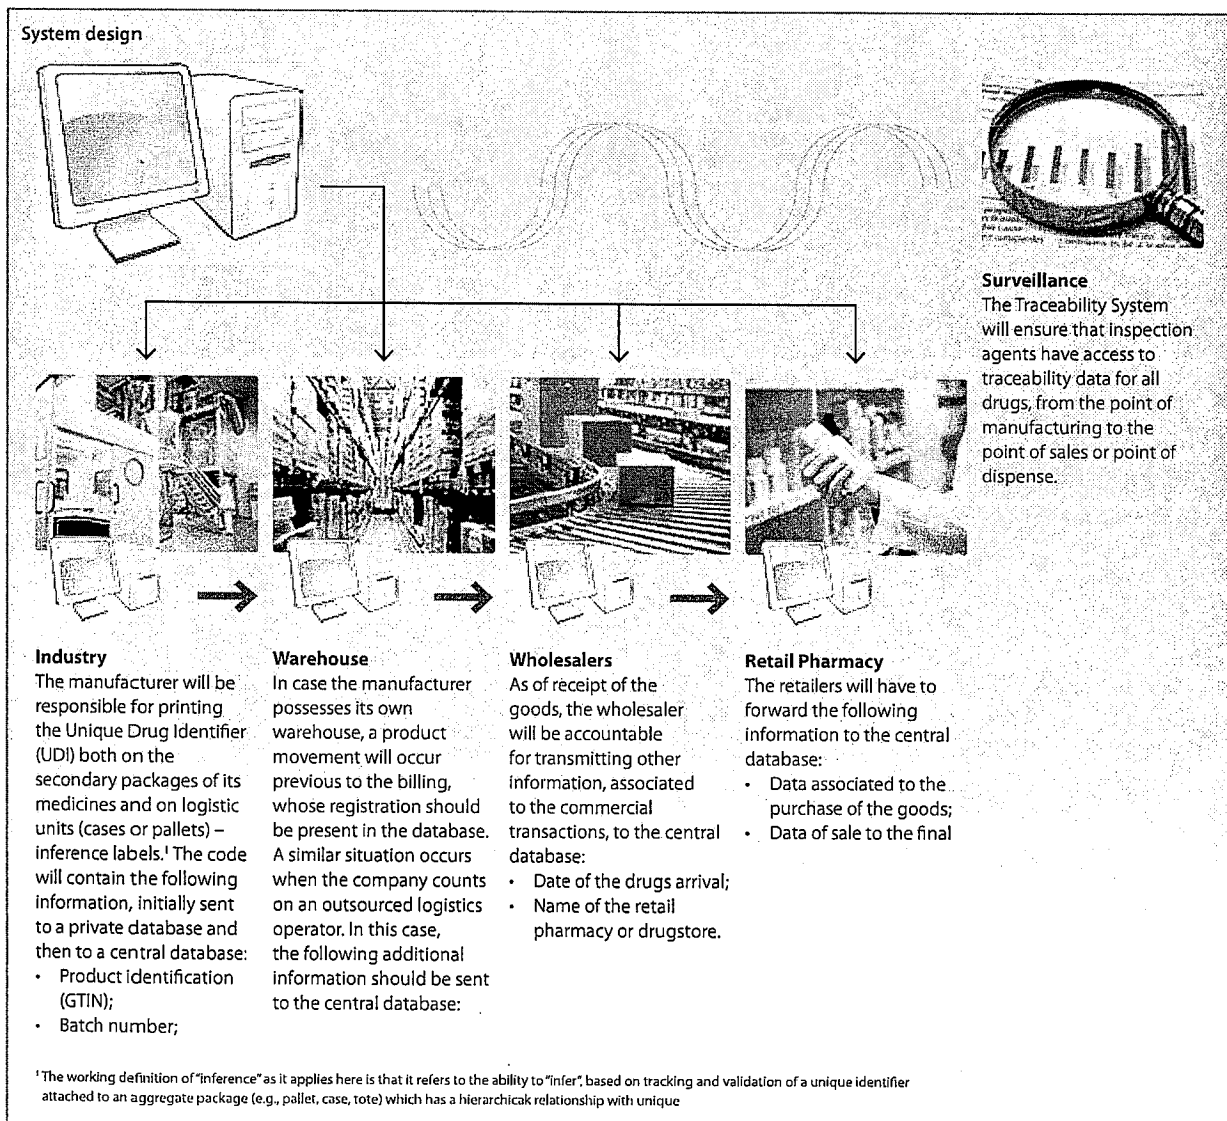 System design
Surveillance
The Traceability System
will ensure that inspection
agents have access to
traceability data for all
drugs, from the point of
manufacturing to the
point of sales or point of
dispense.
Industry
The manufacturer will be
responsible for printing
the Unique Drug Identifier
(UDI) both on the
secondary packages of its
medicines and on logistic
units (cases or pallets) –
inference labels.¹ The code
will contain the following
information, initially sent
to a private database and
then to a central database:
• Product identification
(GTIN);
• Batch number;
Warehouse
In case the manufacturer
possesses its own
warehouse, a product
movement will occur
previous to the billing,
whose registration should
be present in the database.
A similar situation occurs
when the company counts
on an outsourced logistics
operator. In this case,
the following additional
information should be sent
to the central database:
Wholesalers
As of receipt of the
goods, the wholesaler
will be accountable
for transmitting other
information, associated
to the commercial
transactions, to the central
database:
• Date of the drugs arrival;
• Name of the retail
pharmacy or drugstore.
Retail Pharmacy
The retailers will have to
forward the following
information to the central
database:
• Data associated to the
purchase of the goods;
• Data of sale to the final
¹ The working definition of "inference" as it applies here is that it refers to the ability to "infer", based on tracking and validation of a unique identifier
attached to an aggregate package (e.g., pallet, case, tote) which has a hierarchicak relationship with unique